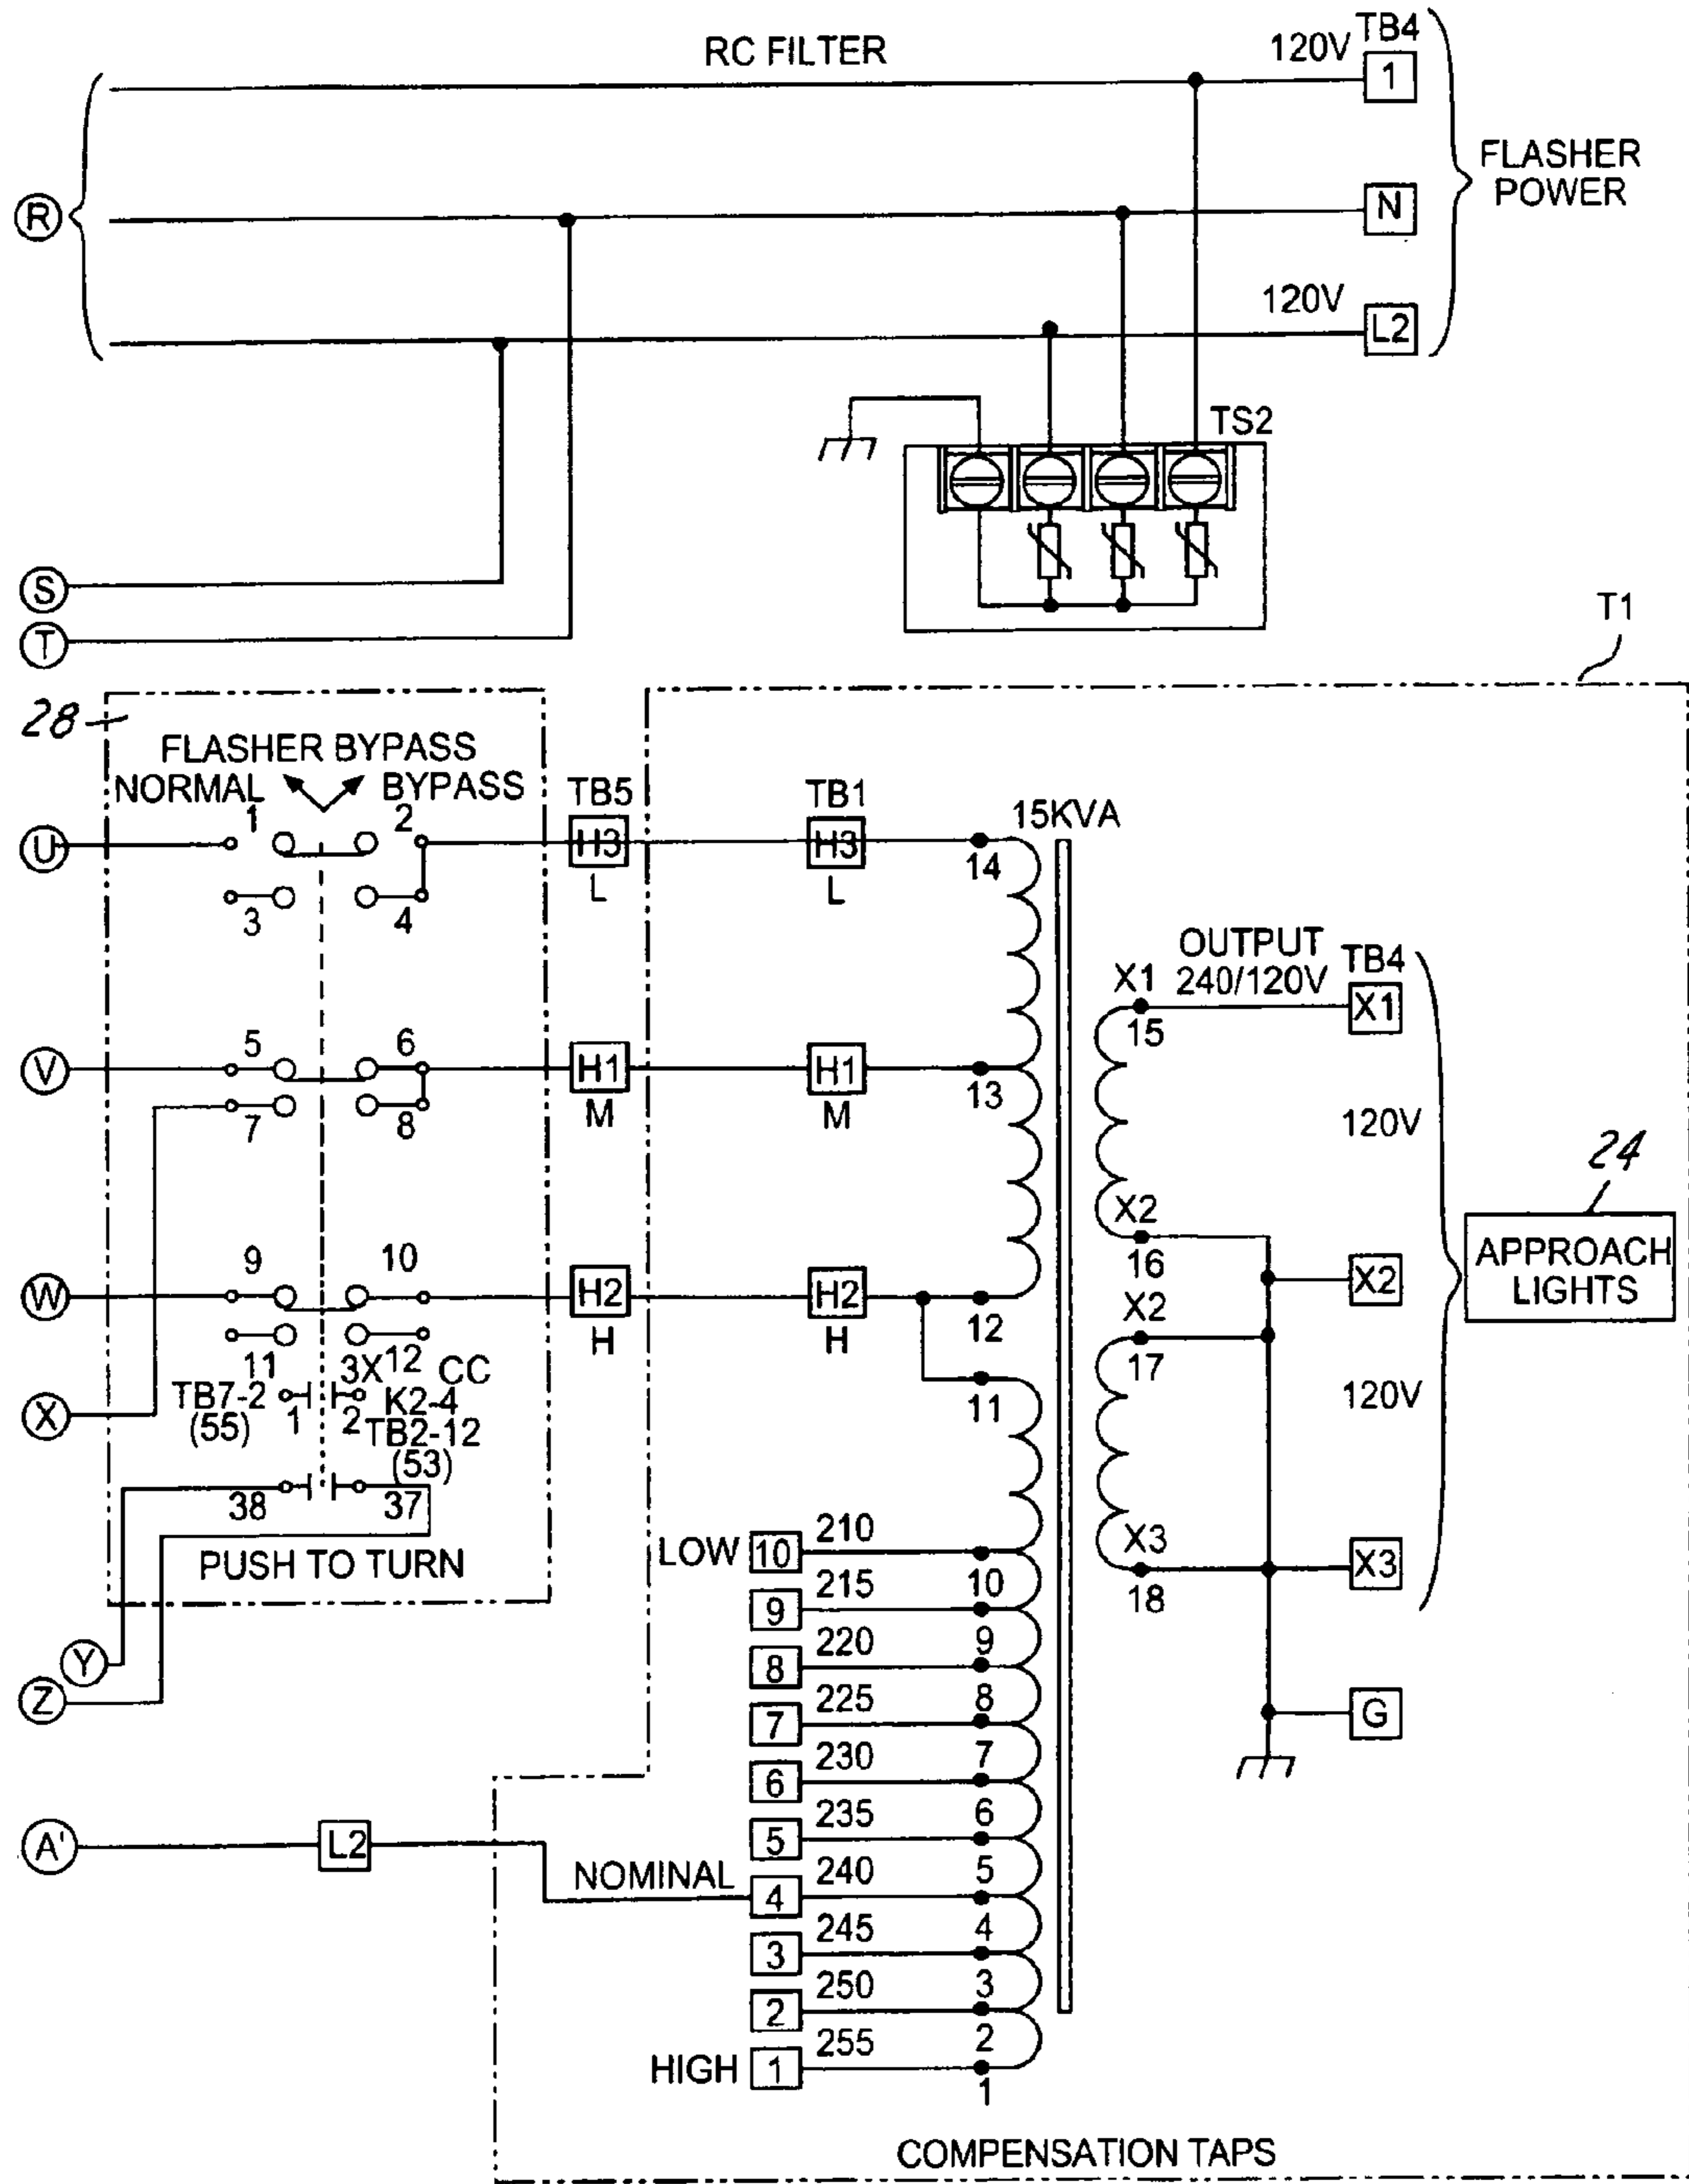 RC FILTER
120V
TB4
1
FLASHER
POWER
R
N
120V
L2
TS2
S
T
T1
28
FLASHER BYPASS
NORMAL
BYPASS
1
2
TB5
TB1
15KVA
U
H3
H3
14
3
4
L
L
OUTPUT
240/120V
TB4
X1
X1
15
V
5
6
H1
H1
13
7
8
M
M
120V
24
X2
16
X2
APPROACH
LIGHTS
W
9
10
H2
H2
12
H
H
X2
17
11
3X
12
CC
TB7-2
(55)
1
2
K2-4
TB2-12
(53)
X
11
120V
38
37
PUSH TO TURN
X3
18
X3
LOW
10
210
10
9
215
9
8
220
8
7
225
7
6
230
6
5
235
5
NOMINAL
4
240
4
3
245
3
2
250
2
HIGH
1
255
1
Y
Z
G
A'
L2
COMPENSATION TAPS